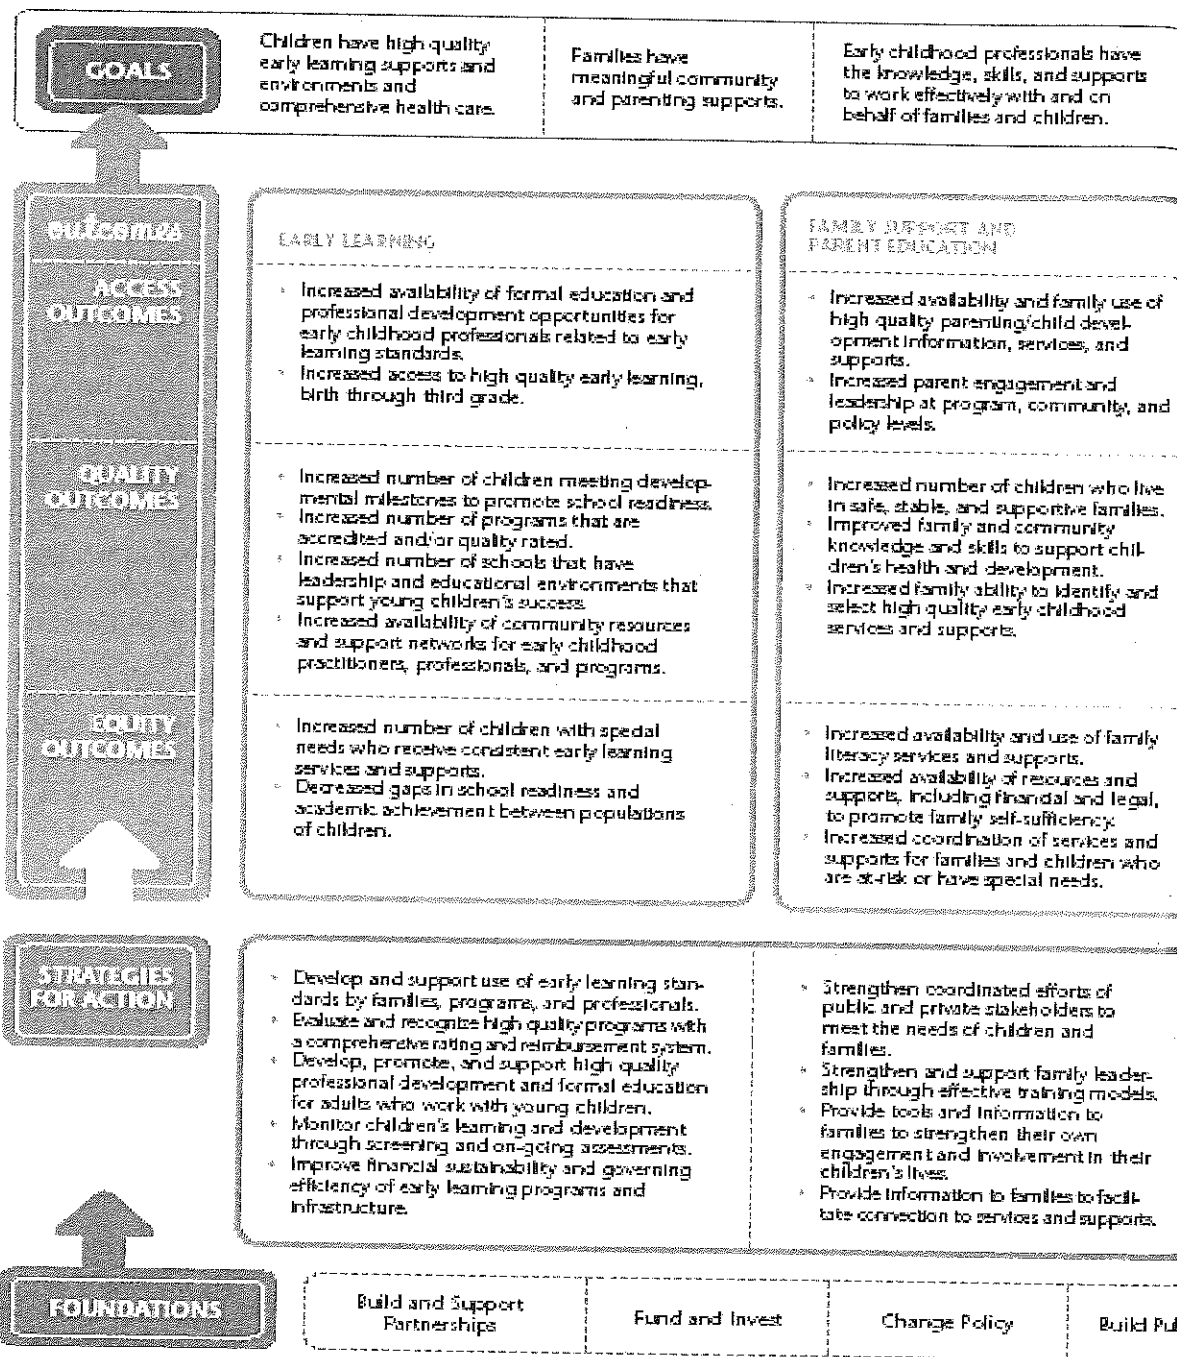 GOALS
Children have high quality
early learning supports and
environments and
comprehensive health care.
Families have
meaningful community
and parenting supports.
Early childhood professionals have
the knowledge, skills, and supports
to work effectively with and on
behalf of families and children.
outcomes
ACCESS
OUTCOMES
QUALITY
OUTCOMES
EQUITY
OUTCOMES
EARLY LEARNING
• Increased availability of formal education and
professional development opportunities for
early childhood professionals related to early
learning standards.
• Increased access to high quality early learning,
birth through third grade.
• Increased number of children meeting develop-
mental milestones to promote school readiness.
• Increased number of programs that are
accredited and/or quality rated.
• Increased number of schools that have
leadership and educational environments that
support young children's success
• Increased availability of community resources
and support networks for early childhood
practitioners, professionals, and programs.
• Increased number of children with special
needs who receive consistent early learning
services and supports.
• Decreased gaps in school readiness and
academic achievement between populations
of children.
FAMILY SUPPORT AND
PARENT EDUCATION
• Increased availability and family use of
high quality parenting/child devel-
opment information, services, and
supports.
• Increased parent engagement and
leadership at program, community, and
policy levels.
• Increased number of children who live
in safe, stable, and supportive families.
• Improved family and community
knowledge and skills to support chil-
dren's health and development.
• Increased family ability to identify and
select high quality early childhood
services and supports.
• Increased availability and use of family
literacy services and supports.
• Increased availability of resources and
supports, including financial and legal,
to promote family self-sufficiency.
• Increased coordination of services and
supports for families and children who
are at-risk or have special needs.
STRATEGIES
FOR ACTION
• Develop and support use of early learning stan-
dards by families, programs, and professionals.
• Evaluate and recognize high quality programs with
a comprehensive rating and reimbursement system.
• Develop, promote, and support high quality
professional development and formal education
for adults who work with young children.
• Monitor children's learning and development
through screening and on-going assessments.
• Improve financial sustainability and governing
efficiency of early learning programs and
infrastructure.
• Strengthen coordinated efforts of
public and private stakeholders to
meet the needs of children and
families.
• Strengthen and support family leader-
ship through effective training models.
• Provide tools and information to
families to strengthen their own
engagement and involvement in their
children's lives.
• Provide information to families to facili-
tate connection to services and supports.
FOUNDATIONS
Build and Support
Partnerships
Fund and Invest
Change Policy
Build